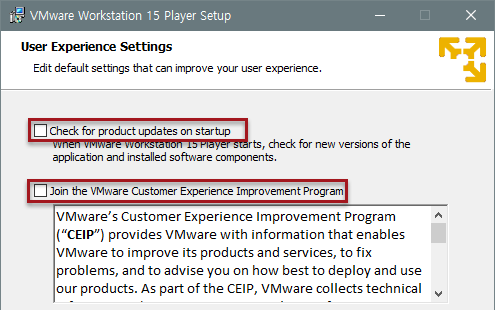 VMware Workstation 15 Player Setup
User Experience Settings
Edit default settings that can improve your user experience.
Check for product updates on startup
When VMware Workstation 15 Player starts, check for new versions of the
application and installed software components.
Join the VMware Customer Experience Improvement Program
VMware's Customer Experience Improvement Program
("CEIP") provides VMware with information that enables
VMware to improve its products and services, to fix
problems, and to advise you on how best to deploy and use
our products. As part of the CEIP, VMware collects technical